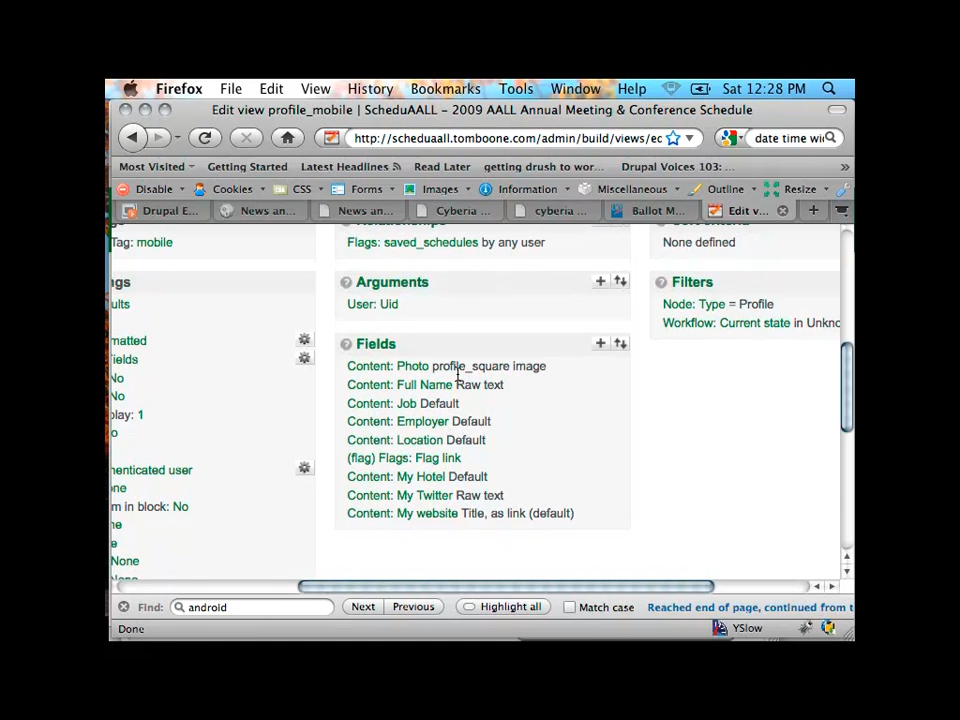 Firefox File Edit View History Bookmarks Tools Window Help Sat 12:28 PM
Edit view profile_mobile | ScheduAALL - 2009 AALL Annual Meeting & Conference Schedule
http://scheduaall.tomboone.com/admin/build/views/ec
date time wi
Most Visited Getting Started Latest Headlines Read Later getting drush to wor... Drupal Voices 103: ... »
Disable Cookies CSS Forms Images Information Miscellaneous Outline Resize
Drupal E... News an... News an... Cyberia ... cyberia ... Ballot M... Edit v...
Tag: mobile
Flags: saved_schedules by any user
None defined
ngs
ults
matted
Fields
No
No
play: 1
o
henticated user
one
m in block: No
ne
e
None
Arguments
User: Uid
Fields
Content: Photo profile_square image
Content: Full Name Raw text
Content: Job Default
Content: Employer Default
Content: Location Default
(flag) Flags: Flag link
Content: My Hotel Default
Content: My Twitter Raw text
Content: My website Title, as link (default)
Filters
Node: Type = Profile
Workflow: Current state in Unkno
Find: android Next Previous Highlight all Match case Reached end of page, continued from t
Done YSlow